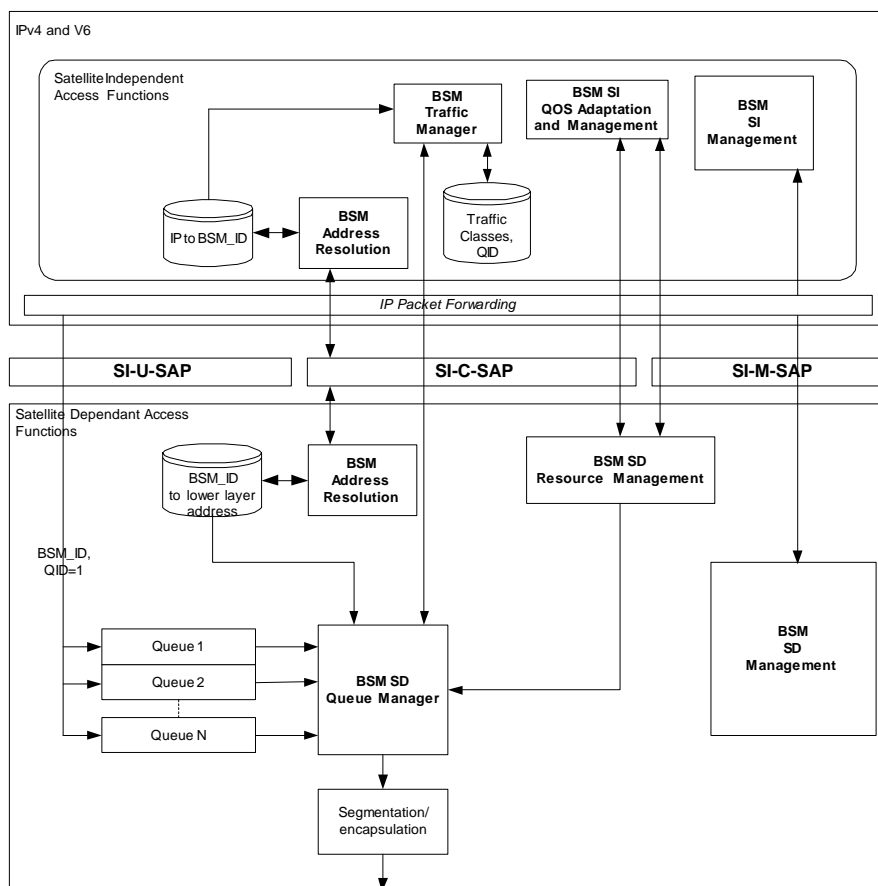 IPv4 and V6
Satellite Independent
Access Functions
BSM
Traffic
Manager
BSM SI
QOS Adaptation
and Management
BSM
SI
Management
IP to BSM_ID
BSM
Address
Resolution
Traffic
Classes,
QID
IP Packet Forwarding
SI-U-SAP
SI-C-SAP
SI-M-SAP
Satellite Dependant Access
Functions
BSM_ID
to lower layer
address
BSM
Address
Resolution
BSM SD
Resource Management
BSM_ID,
QID=1
Queue 1
Queue 2
Queue N
BSM SD
Queue Manager
BSM
SD
Management
Segmentation/
encapsulation